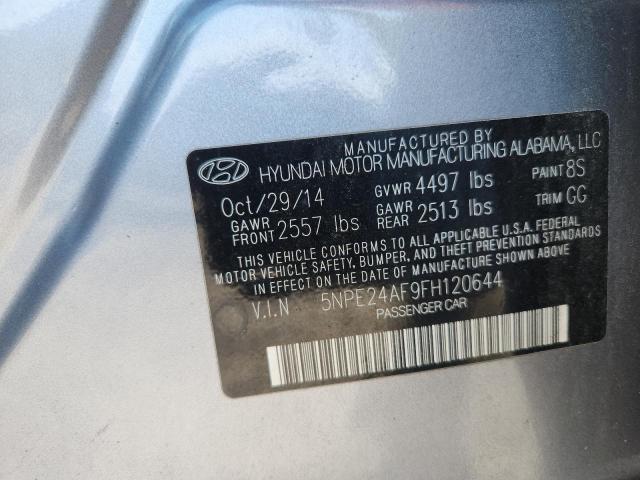 MANUFACTURED BY
HYUNDAI MOTOR MANUFACTURING ALABAMA, LLC
Oct/29/14 GVWR 4497 lbs PAINT 8S
GAWR FRONT 2557 lbs GAWR REAR 2513 lbs TRIM GG
THIS VEHICLE CONFORMS TO ALL APPLICABLE U.S.A. FEDERAL
MOTOR VEHICLE SAFETY, BUMPER, AND THEFT PREVENTION
STANDARDS IN EFFECT ON THE DATE OF MANUFACTURE SHOWN ABOVE.
V.I.N 5NPE24AF9FH120644
PASSENGER CAR